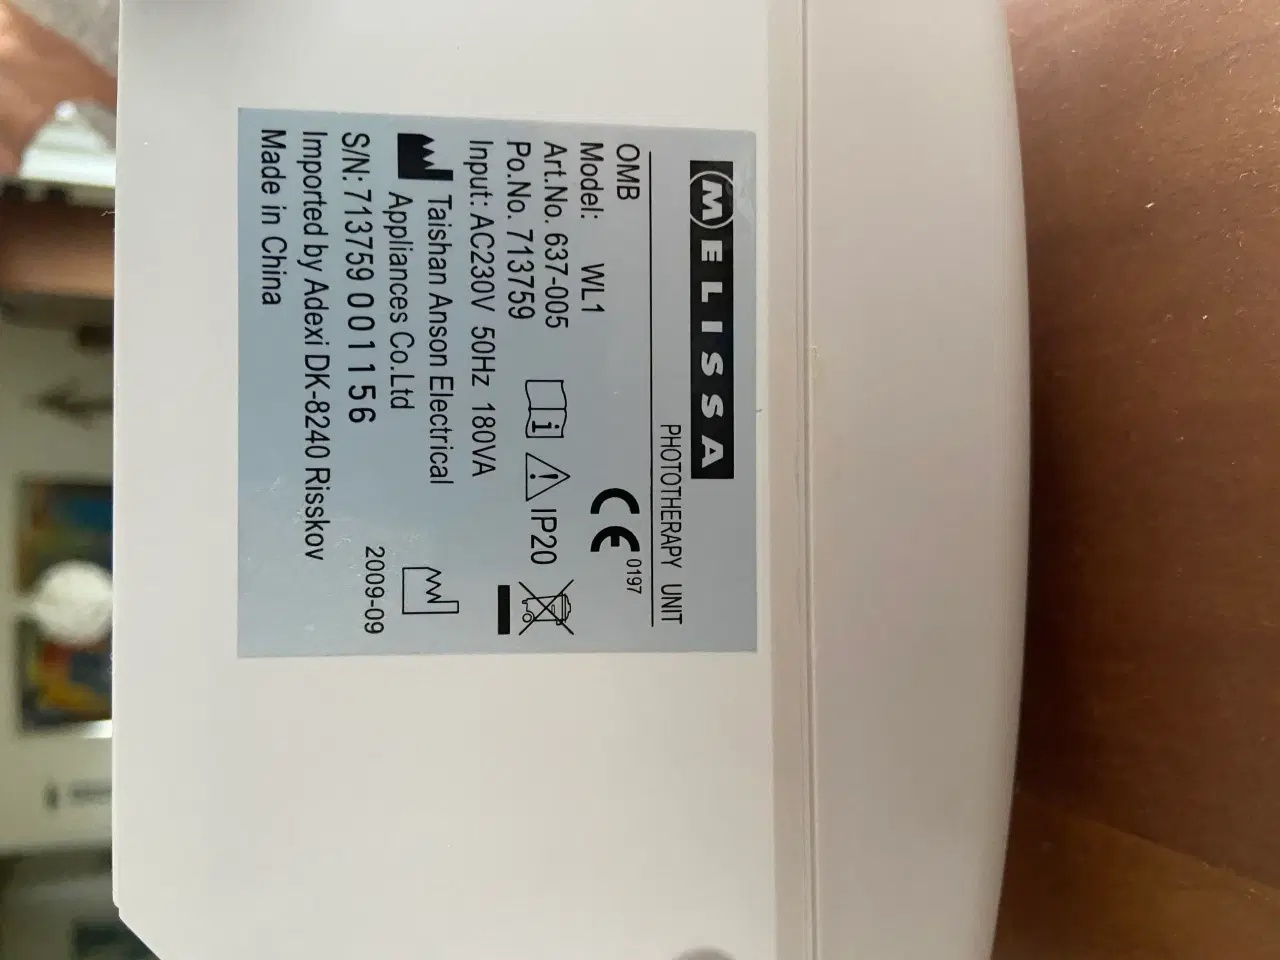 MELISSA
PHOTOTHERAPY UNIT
OMB
Model: WL1
CE 0197
Art.No. 637-005
Po.No. 713759
i ! IP20
Input: AC230V 50Hz 180VA
Taishan Anson Electrical
Appliances Co.Ltd
S/N: 713759 001156
2009-09
Imported by Adexi DK-8240 Risskov
Made in China